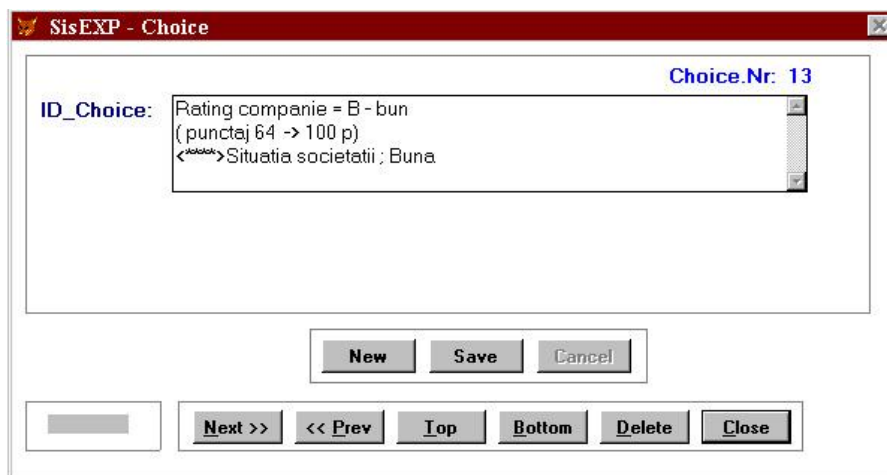 SisEXP - Choice
Choice.Nr: 13
ID_Choice:
Rating companie = B - bun
( punctaj 64 -> 100 p)
<*****>Situatia societatii ; Buna
New Save Cancel
Next >> << Prev Top Bottom Delete Close